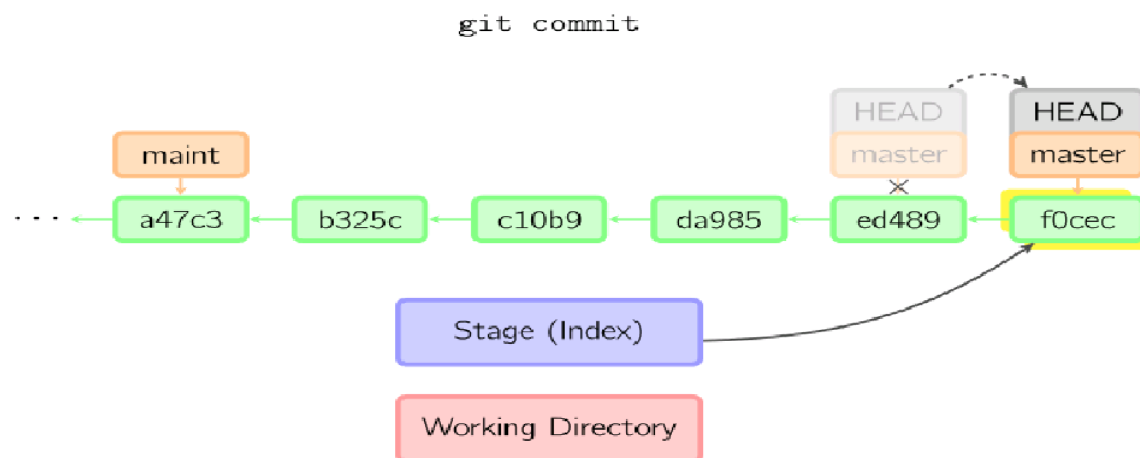 git commit
HEAD HEAD
maint master master
... a47c3 b325c c10b9 da985 ed489 f0cec
Stage (Index)
Working Directory